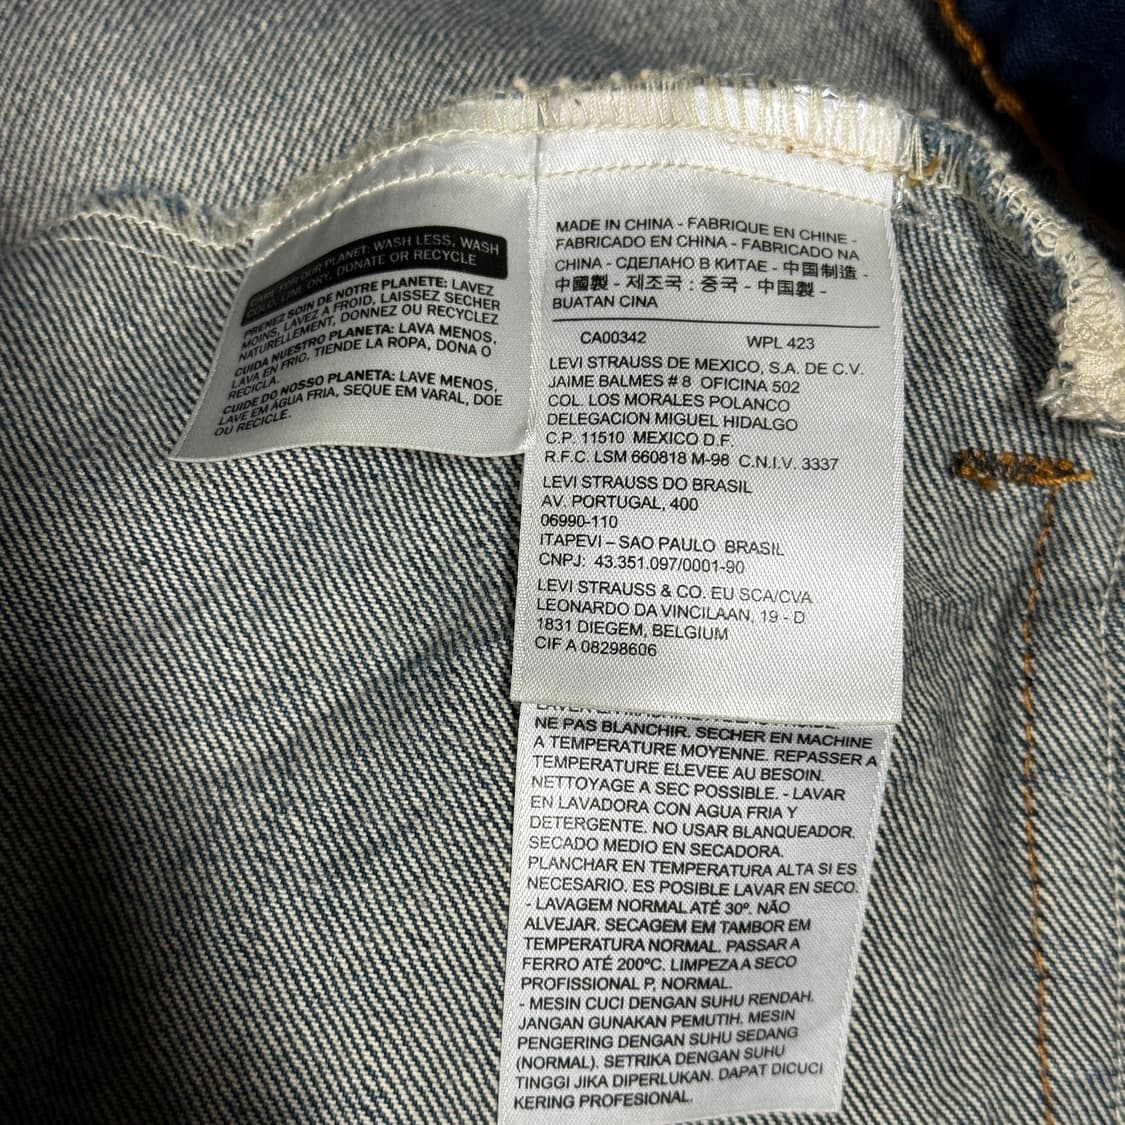 CARE FOR OUR PLANET: WASH LESS, WASH
COLD, LINE DRY, DONATE OR RECYCLE
PRENEZ SOIN DE NOTRE PLANETE: LAVEZ
MOINS, LAVEZ A FROID, LAISSEZ SECHER
NATURELLEMENT, DONNEZ OU RECYCLEZ
CUIDA NUESTRO PLANETA: LAVA MENOS,
LAVA EN FRIO, TIENDE LA ROPA, DONA O
RECICLA.
CUIDE DO NOSSO PLANETA: LAVE MENOS,
LAVE EM ÁGUA FRIA, SEQUE EM VARAL, DOE
OU RECICLE.
MADE IN CHINA - FABRIQUE EN CHINE -
FABRICADO EN CHINA - FABRICADO NA
CHINA - СДЕЛАНО В КИТАЕ - 中国制造 -
中國製 - 제조국 : 중국 - 中国製 -
BUATAN CINA
CA00342 WPL 423
LEVI STRAUSS DE MEXICO, S.A. DE C.V.
JAIME BALMES # 8 OFICINA 502
COL. LOS MORALES POLANCO
DELEGACION MIGUEL HIDALGO
C.P. 11510 MEXICO D.F.
R.F.C. LSM 660818 M-98 C.N.I.V. 3337
LEVI STRAUSS DO BRASIL
AV. PORTUGAL, 400
06990-110
ITAPEVI – SAO PAULO BRASIL
CNPJ: 43.351.097/0001-90
LEVI STRAUSS & CO. EU SCA/CVA
LEONARDO DA VINCILAAN, 19 - D
1831 DIEGEM, BELGIUM
CIF A 08298606
NE PAS BLANCHIR. SECHER EN MACHINE
A TEMPERATURE MOYENNE. REPASSER A
TEMPERATURE ELEVEE AU BESOIN.
NETTOYAGE A SEC POSSIBLE. - LAVAR
EN LAVADORA CON AGUA FRIA Y
DETERGENTE. NO USAR BLANQUEADOR.
SECADO MEDIO EN SECADORA.
PLANCHAR EN TEMPERATURA ALTA SI ES
NECESARIO. ES POSIBLE LAVAR EN SECO.
- LAVAGEM NORMAL ATÉ 30º. NÃO
ALVEJAR. SECAGEM EM TAMBOR EM
TEMPERATURA NORMAL. PASSAR A
FERRO ATÉ 200ºC. LIMPEZA A SECO
PROFISSIONAL P, NORMAL.
- MESIN CUCI DENGAN SUHU RENDAH.
JANGAN GUNAKAN PEMUTIH. MESIN
PENGERING DENGAN SUHU SEDANG
(NORMAL). SETRIKA DENGAN SUHU
TINGGI JIKA DIPERLUKAN. DAPAT DICUCI
KERING PROFESIONAL.